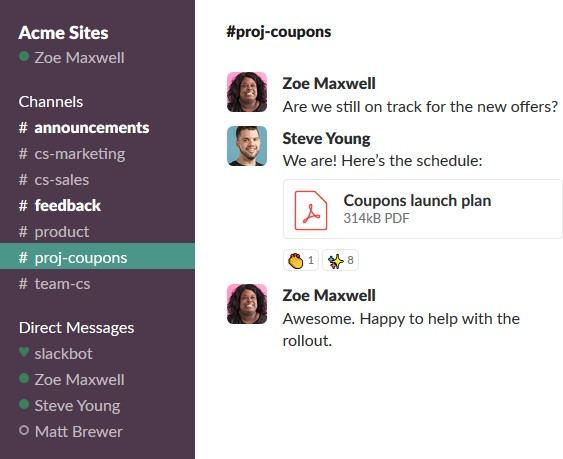 Acme Sites
Zoe Maxwell
Channels
# announcements
# cs-marketing
# cs-sales
# feedback
# product
# proj-coupons
# team-cs
Direct Messages
slackbot
Zoe Maxwell
Steve Young
Matt Brewer
#proj-coupons
Zoe Maxwell
Are we still on track for the new offers?
Steve Young
We are! Here’s the schedule:
Coupons launch plan
314kB PDF
1
8
Zoe Maxwell
Awesome. Happy to help with the
rollout.